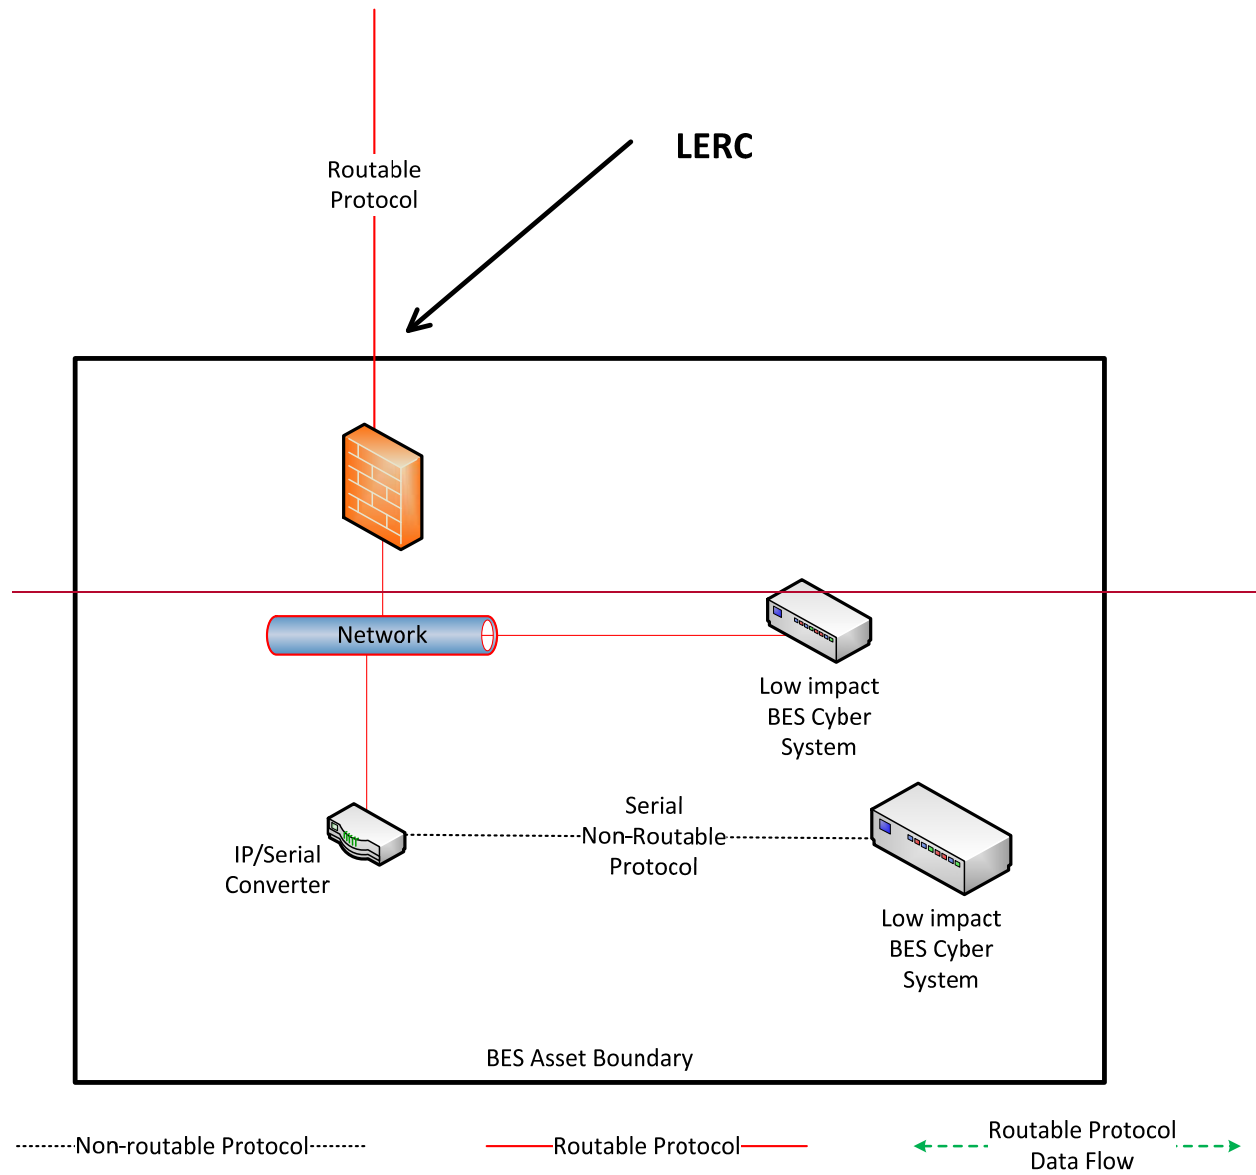 LERC
Routable
Protocol
Network
Low impact
BES Cyber
System
Serial
Non-Routable
Protocol
IP/Serial
Converter
Low impact
BES Cyber
System
BES Asset Boundary
Non-routable Protocol
Routable Protocol
Routable Protocol
Data Flow